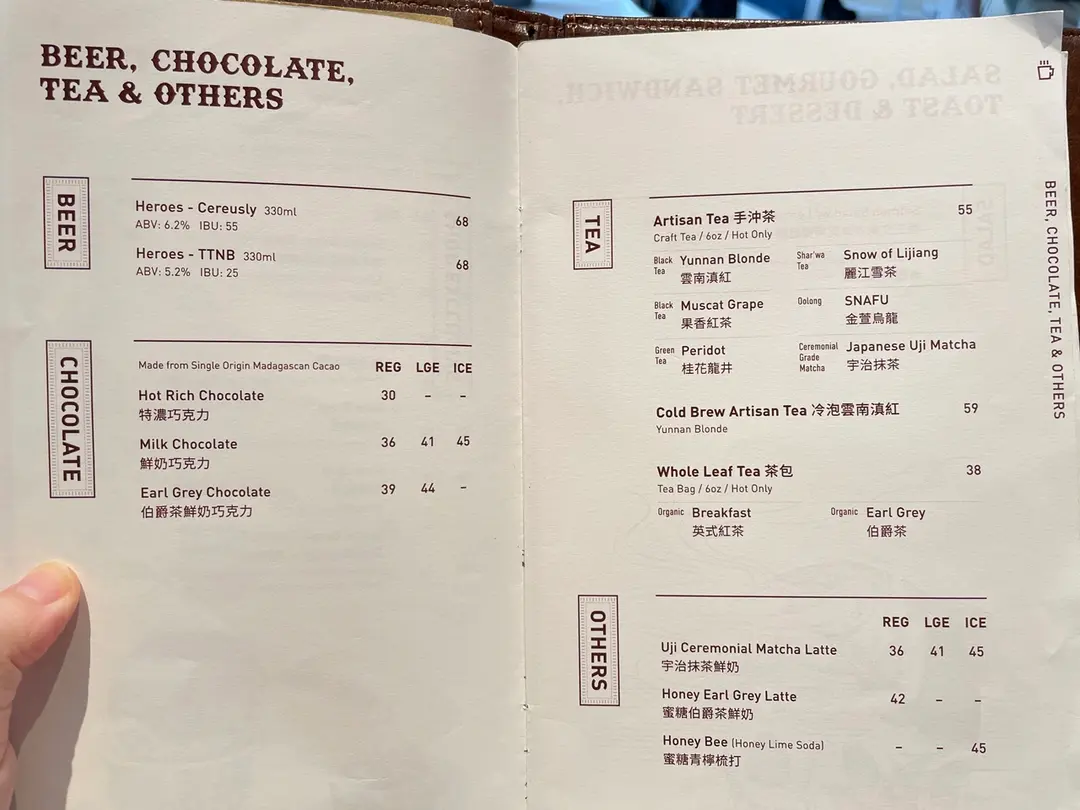 BEER, CHOCOLATE,
TEA & OTHERS
BEER
Heroes - Cereusly 330ml 68
ABV: 6.2% IBU: 55
Heroes - TTNB 330ml 68
ABV: 5.2% IBU: 25
CHOCOLATE
Made from Single Origin Madagascan Cacao REG LGE ICE
Hot Rich Chocolate 30 – –
特濃巧克力
Milk Chocolate 36 41 45
鮮奶巧克力
Earl Grey Chocolate 39 44 –
伯爵茶鮮奶巧克力
SALAD, GOURMET SANDWICH,
TOAST & DESSERT
TEA
Artisan Tea 手沖茶 55
Craft Tea / 6oz / Hot Only
Black Tea Yunnan Blonde
雲南滇紅
Shar'wa Tea Snow of Lijiang
麗江雪茶
Black Tea Muscat Grape
果香紅茶
Oolong SNAFU
金萱烏龍
Green Tea Peridot
桂花龍井
Ceremonial Grade Matcha Japanese Uji Matcha
宇治抹茶
Cold Brew Artisan Tea 冷泡雲南滇紅 59
Yunnan Blonde
Whole Leaf Tea 茶包 38
Tea Bag / 6oz / Hot Only
Organic Breakfast
英式紅茶
Organic Earl Grey
伯爵茶
OTHERS
REG LGE ICE
Uji Ceremonial Matcha Latte 36 41 45
宇治抹茶鮮奶
Honey Earl Grey Latte 42 – –
蜜糖伯爵茶鮮奶
Honey Bee (Honey Lime Soda) – – 45
蜜糖青檸梳打
BEER, CHOCOLATE, TEA & OTHERS